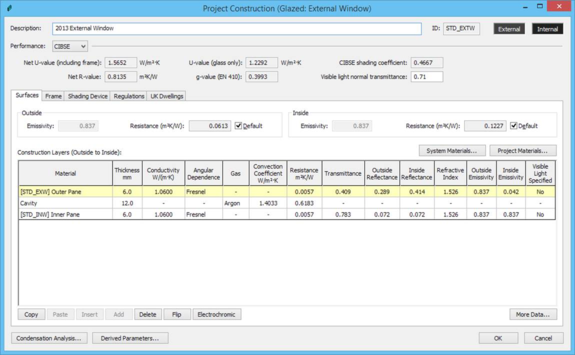 Project Construction (Glazed: External Window)
Description: 2013 External Window ID: STD_EXTW External Internal
Performance: CIBSE
Net U-value (including frame): 1.5652 W/m²·K U-value (glass only): 1.2292 W/m²·K CIBSE shading coefficient: 0.4667
Net R-value: 0.8135 m²K/W g-value (EN 410): 0.3993 Visible light normal transmittance: 0.71
Surfaces Frame Shading Device Regulations UK Dwellings
Outside Inside
Emissivity: 0.837 Resistance (m²K/W): 0.0613 Default Emissivity: 0.837 Resistance (m²K/W): 0.1227 Default
System Materials... Project Materials...
Construction Layers (Outside to Inside):
Material Thickness mm Conductivity W/(m·K) Angular Dependence Gas Convection Coefficient W/m²·K Resistance m²K/W Transmittance Outside Reflectance Inside Reflectance Refractive Index Outside Emissivity Inside Emissivity Visible Light Specified
[STD_EXW] Outer Pane 6.0 1.0600 Fresnel - - 0.0057 0.409 0.289 0.414 1.526 0.837 0.042 No
Cavity 12.0 - - Argon 1.4033 0.6183 - - - - - - -
[STD_INW] Inner Pane 6.0 1.0600 Fresnel - - 0.0057 0.783 0.072 0.072 1.526 0.837 0.837 No
Copy Paste Insert Add Delete Flip Electrochromic More Data...
Condensation Analysis... Derived Parameters... OK Cancel